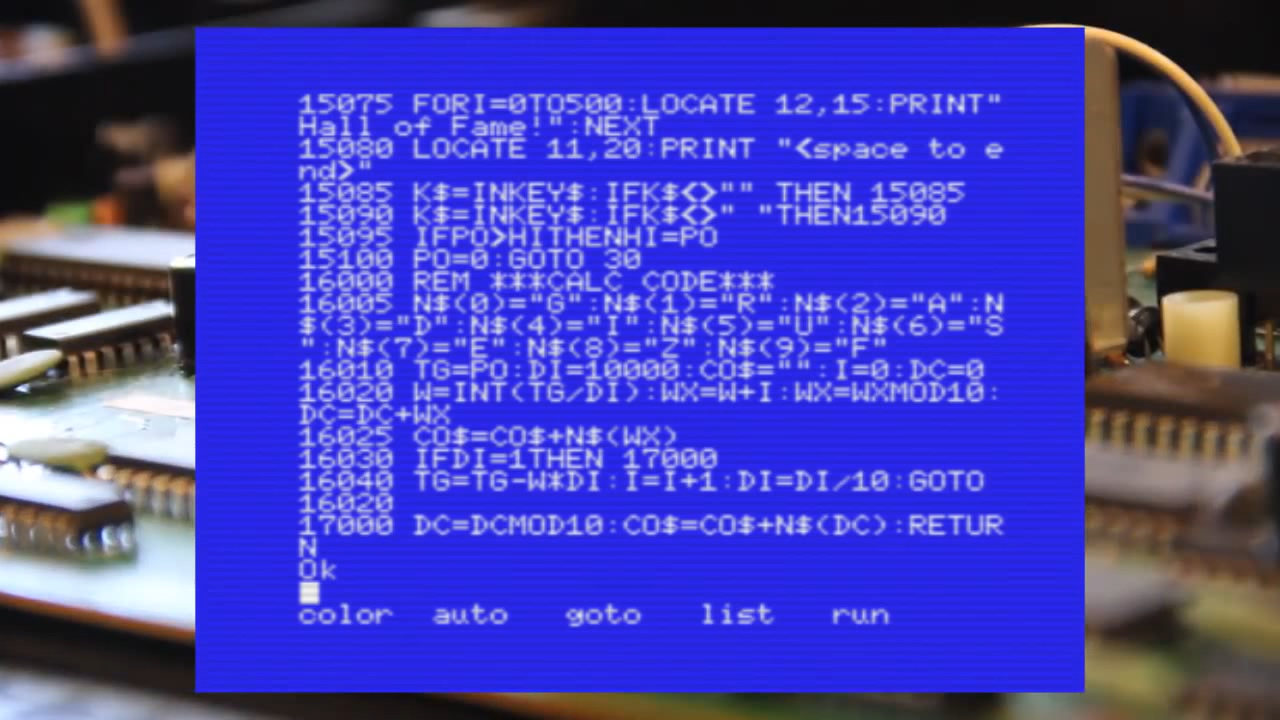 15075 FORI=0TO500:LOCATE 12,15:PRINT"
Hall of Fame!":NEXT
15080 LOCATE 11,20:PRINT "<space to e
nd>"
15085 K$=INKEY$:IFK$<>"" THEN 15085
15090 K$=INKEY$:IFK$<>" "THEN15090
15095 IFPO>HITHENHI=PO
15100 PO=0:GOTO 30
16000 REM ***CALC CODE***
16005 N$(0)="G":N$(1)="R":N$(2)="A":N
$(3)="D":N$(4)="I":N$(5)="U":N$(6)="S
":N$(7)="E":N$(8)="Z":N$(9)="F"
16010 TG=PO:DI=10000:CO$="":I=0:DC=0
16020 W=INT(TG/DI):WX=W+I:WX=WXMOD10:
DC=DC+WX
16025 CO$=CO$+N$(WX)
16030 IFDI=1THEN 17000
16040 TG=TG-W*DI:I=I+1:DI=DI/10:GOTO
16020
17000 DC=DCMOD10:CO$=CO$+N$(DC):RETUR
N
Ok
color auto goto list run